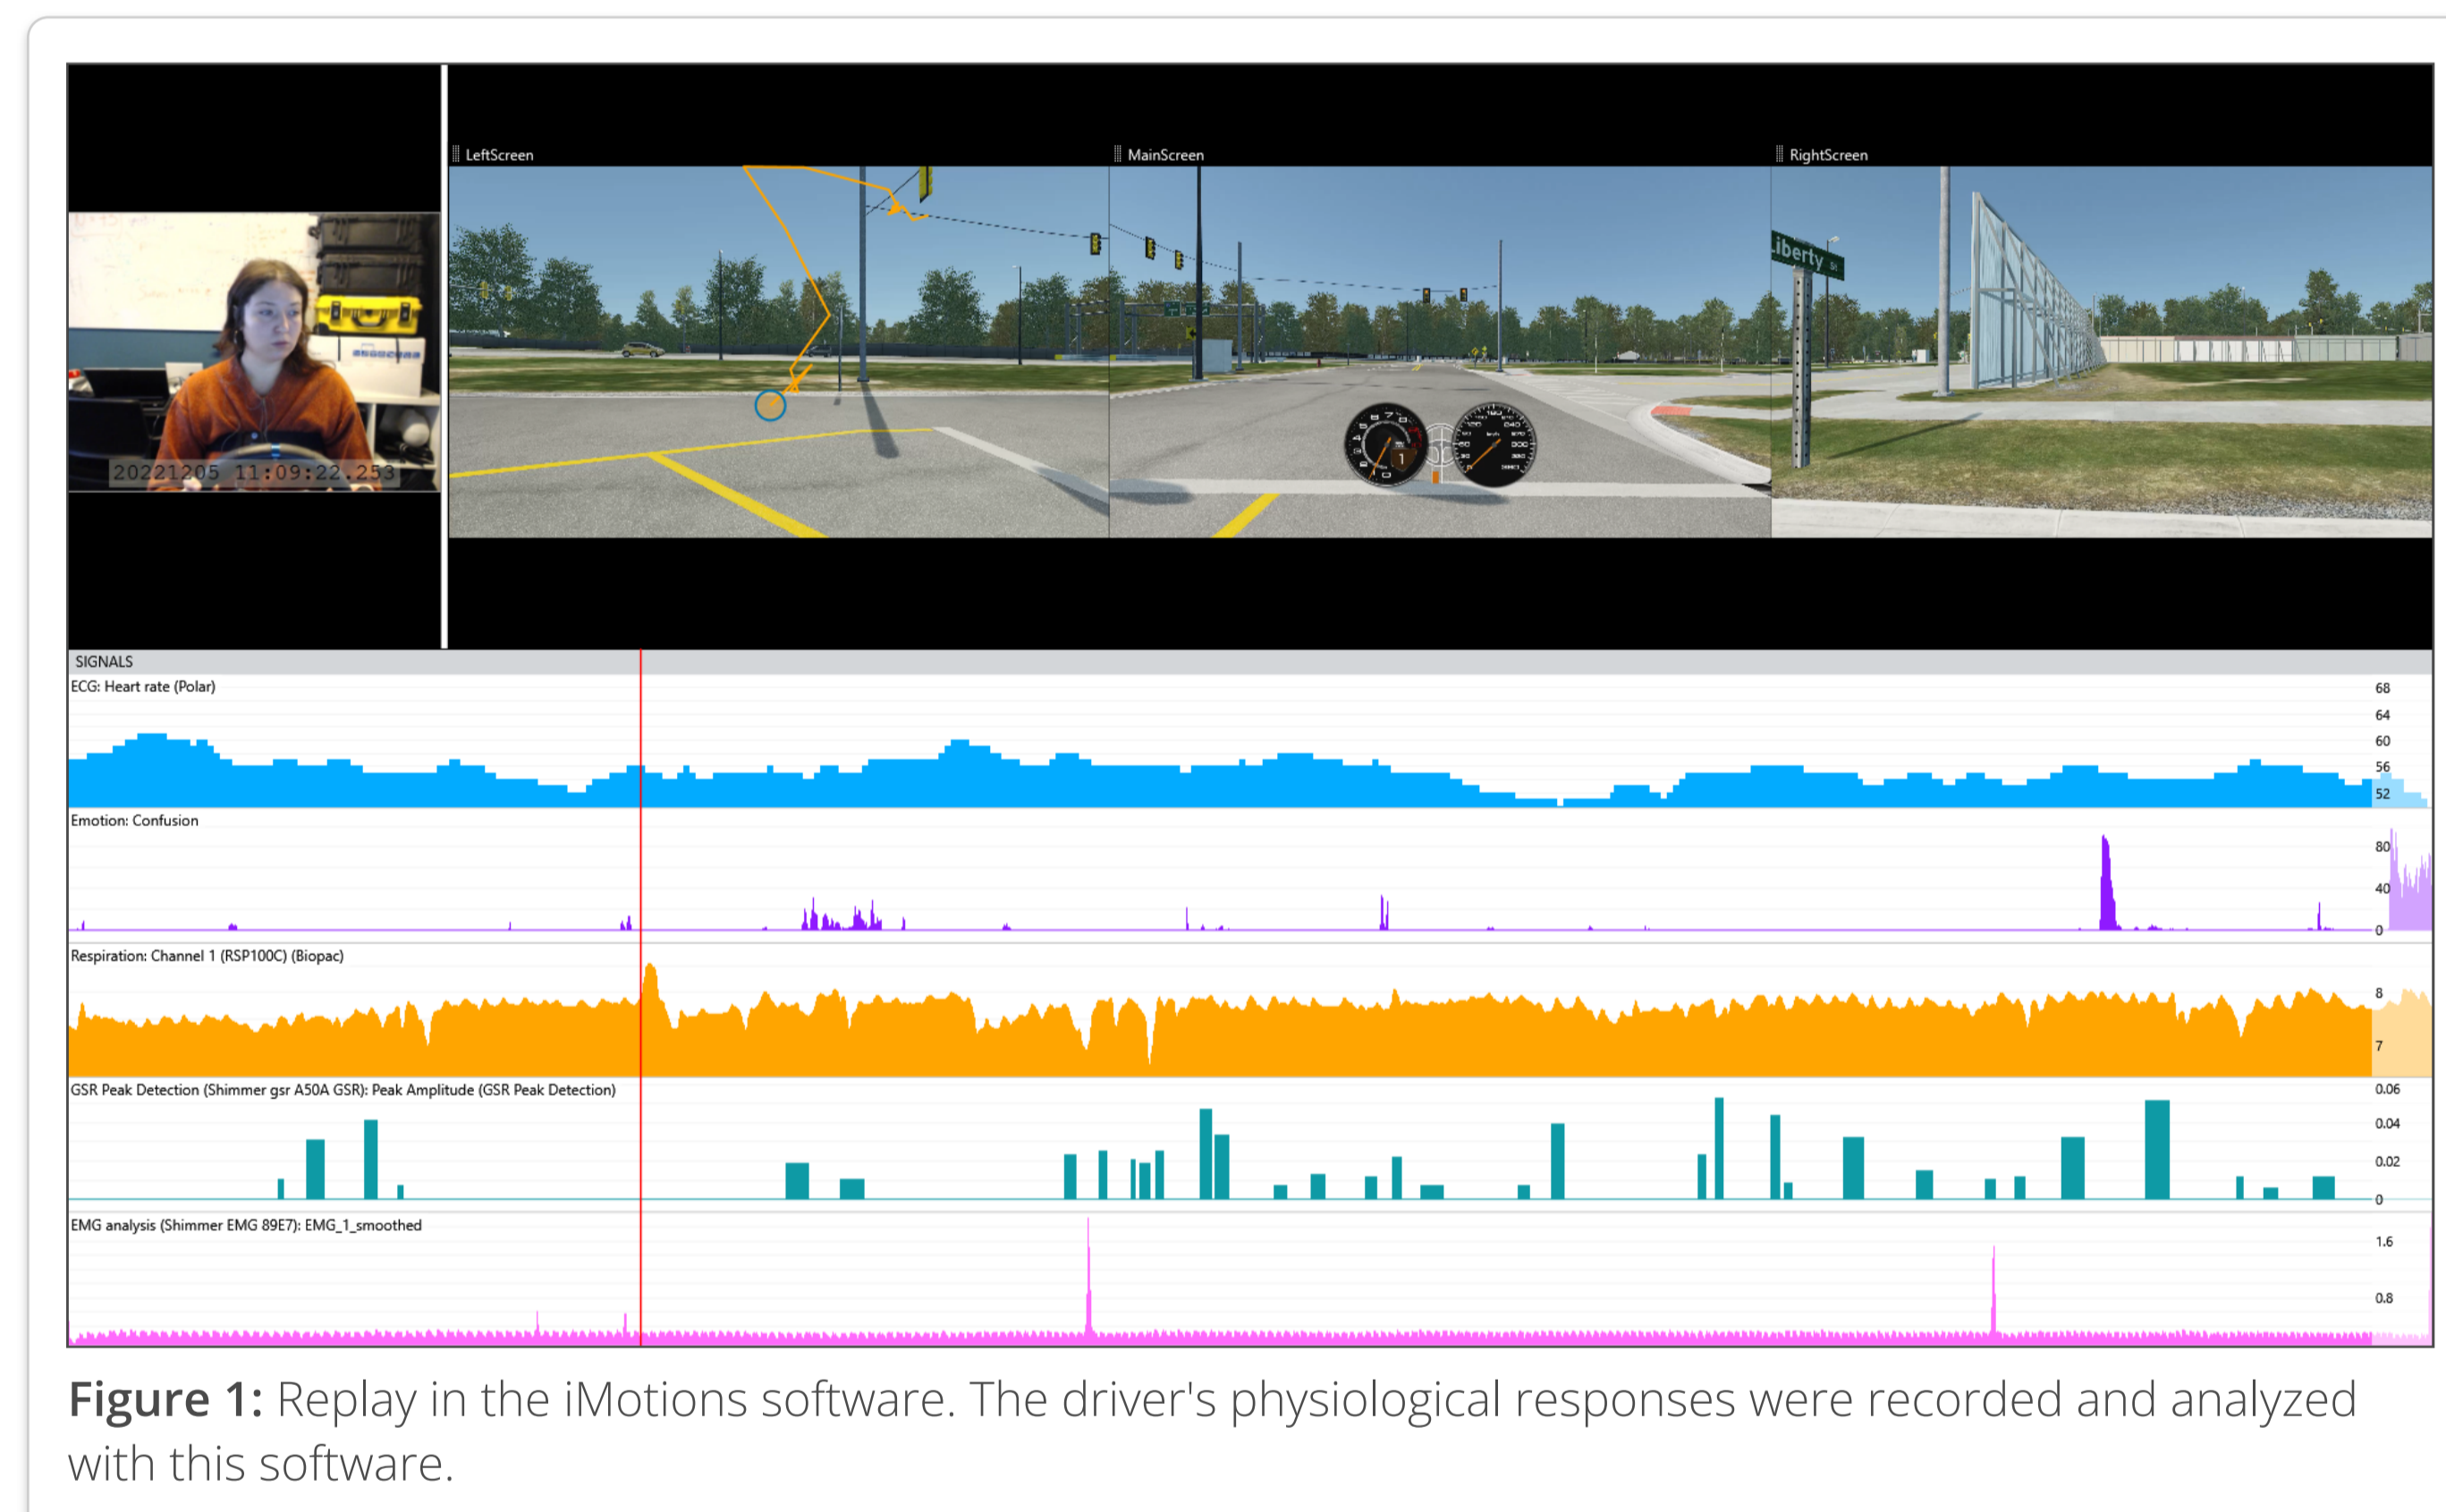 LeftScreen
MainScreen
RightScreen
Liberty St
20221205 11:09:22.253
1
SIGNALS
ECG: Heart rate (Polar)
68
64
60
56
52
Emotion: Confusion
80
40
0
Respiration: Channel 1 (RSP100C) (Biopac)
8
7
GSR Peak Detection (Shimmer gsr A50A GSR): Peak Amplitude (GSR Peak Detection)
0.06
0.04
0.02
0
EMG analysis (Shimmer EMG 89E7): EMG_1_smoothed
1.6
0.8
Figure 1: Replay in the iMotions software. The driver's physiological responses were recorded and analyzed
with this software.